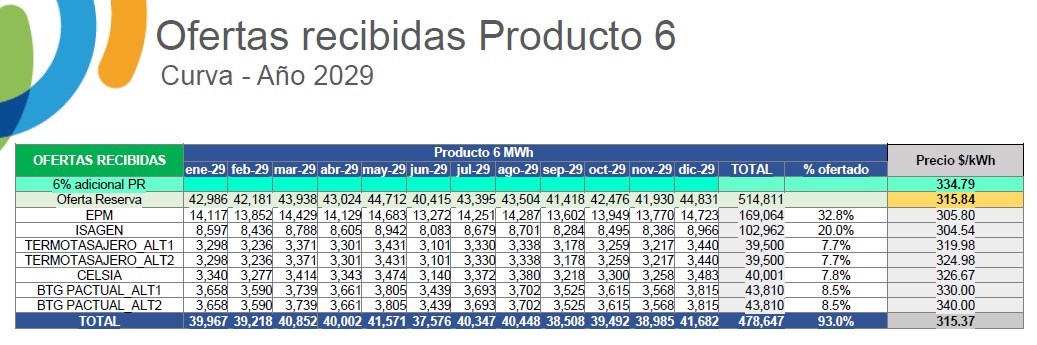 Ofertas recibidas Producto 6
Curva - Año 2029
OFERTAS RECIBIDAS Producto 6 MWh Precio $/kWh
ene-29 feb-29 mar-29 abr-29 may-29 jun-29 jul-29 ago-29 sep-29 oct-29 nov-29 dic-29 TOTAL % ofertado
6% adicional PR 334.79
Oferta Reserva 42,986 42,181 43,938 43,024 44,712 40,415 43,395 43,504 41,418 42,476 41,930 44,831 514,811 315.84
EPM 14,117 13,852 14,429 14,129 14,683 13,272 14,251 14,287 13,602 13,949 13,770 14,723 169,064 32.8% 305.80
ISAGEN 8,597 8,436 8,788 8,605 8,942 8,083 8,679 8,701 8,284 8,495 8,386 8,966 102,962 20.0% 304.54
TERMOTASAJERO_ALT1 3,298 3,236 3,371 3,301 3,431 3,101 3,330 3,338 3,178 3,259 3,217 3,440 39,500 7.7% 319.98
TERMOTASAJERO_ALT2 3,298 3,236 3,371 3,301 3,431 3,101 3,330 3,338 3,178 3,259 3,217 3,440 39,500 7.7% 324.98
CELSIA 3,340 3,277 3,414 3,343 3,474 3,140 3,372 3,380 3,218 3,300 3,258 3,483 40,001 7.8% 326.67
BTG PACTUAL_ALT1 3,658 3,590 3,739 3,661 3,805 3,439 3,693 3,702 3,525 3,615 3,568 3,815 43,810 8.5% 330.00
BTG PACTUAL_ALT2 3,658 3,590 3,739 3,661 3,805 3,439 3,693 3,702 3,525 3,615 3,568 3,815 43,810 8.5% 340.00
TOTAL 39,967 39,218 40,852 40,002 41,571 37,576 40,347 40,448 38,508 39,492 38,985 41,682 478,647 93.0% 315.37